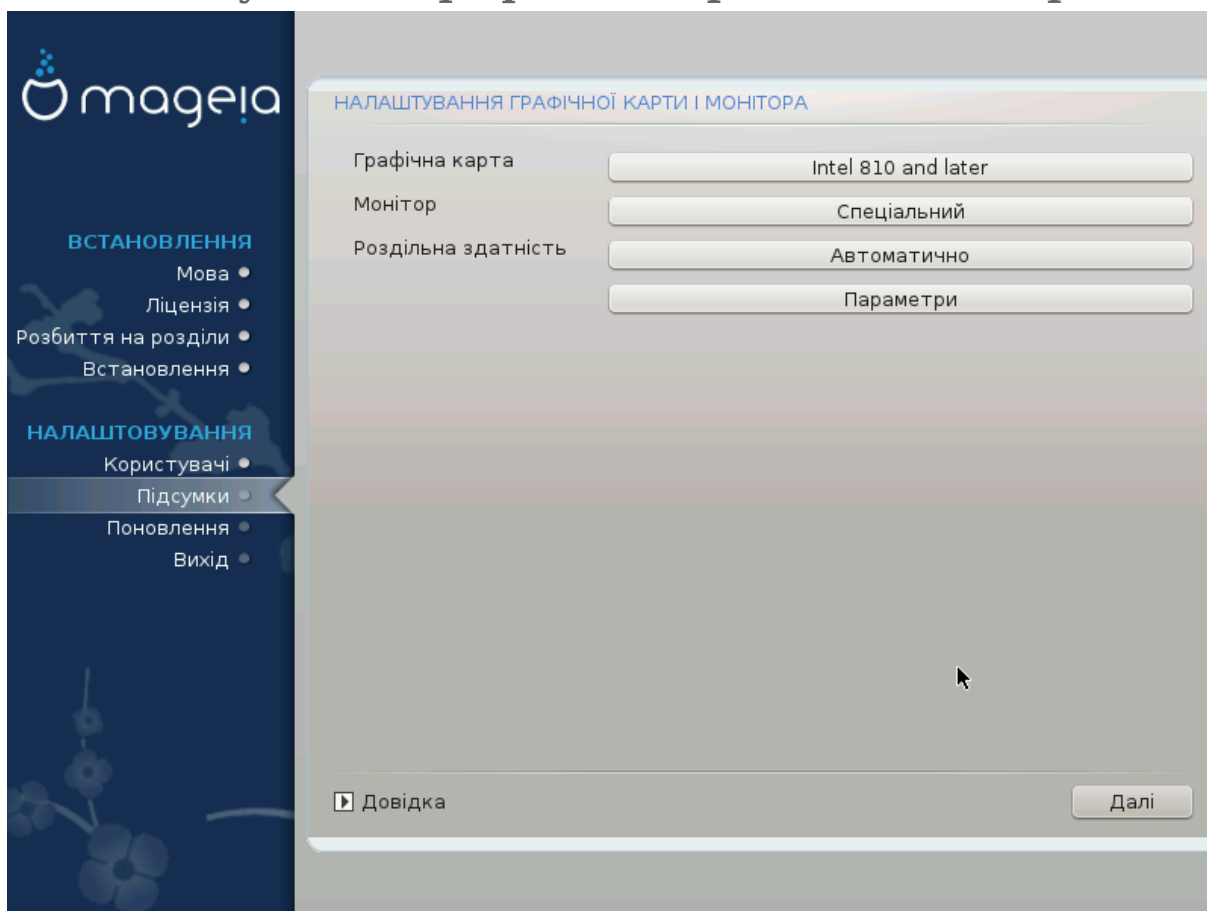 mageia
НАЛАШТУВАННЯ ГРАФІЧНОЇ КАРТИ І МОНІТОРА
Графічна карта
Intel 810 and later
Монітор
Спеціальний
Роздільна здатність
Автоматично
Параметри
ВСТАНОВЛЕННЯ
Мова
Ліцензія
Розбиття на розділи
Встановлення
НАЛАШТОВУВАННЯ
Користувачі
Підсумки
Поновлення
Вихід
Довідка
Далі